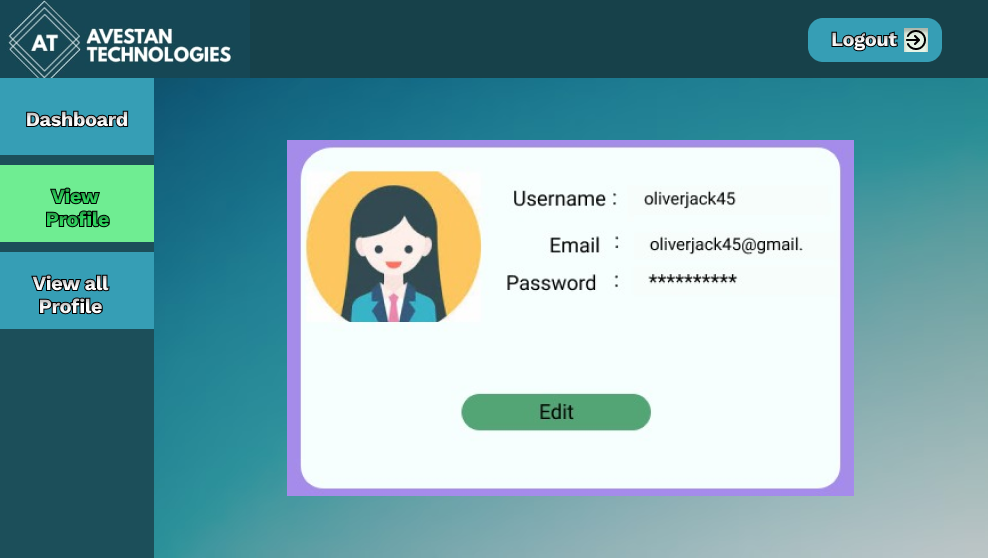 AT
AVESTAN
TECHNOLOGIES
Logout
Dashboard
View
Profile
View all
Profile
Username : oliverjack45
Email : oliverjack45@gmail.
Password : **********
Edit